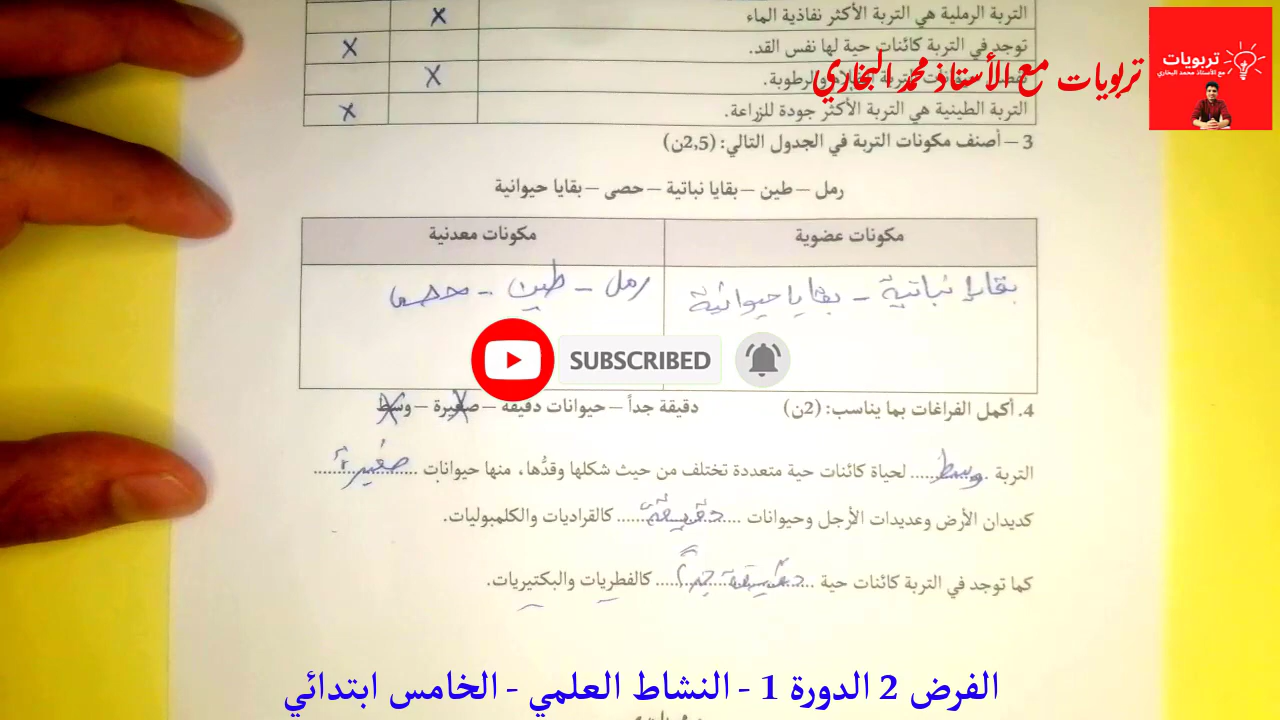 التربة الرملية هي التربة الأكثر نفاذية الماء X
توجد في التربة كائنات حية لها نفس القد. X
لرطوبة. X
التربة الطينية هي التربة الأكثر جودة للزراعة. X
تربويات مع الأستاذ محمد البخاري
تربويات
مع الأستاذ محمد البخاري
3 – أصنف مكونات التربة في الجدول التالي: (2,5ن)
رمل – طين – بقايا نباتية – حصى – بقايا حيوانية
مكونات عضوية مكونات معدنية
بقايا نباتية - بقايا حيوانية رمل - طين - حصى
SUBSCRIBED
4. أكمل الفراغات بما يناسب: (2ن) دقيقة جداً – حيوانات دقيقة – صغيرة – وسط
التربة وسط لحياة كائنات حية متعددة تختلف من حيث شكلها وقدُّها، منها حيوانات صغيرة
كديدان الأرض وعديدات الأرجل وحيوانات دقيقة كالقراديات والكلمبوليات.
كما توجد في التربة كائنات حية دقيقة جداً كالفطريات والبكتيريات.
الفرض 2 الدورة 1 - النشاط العلمي - الخامس ابتدائي